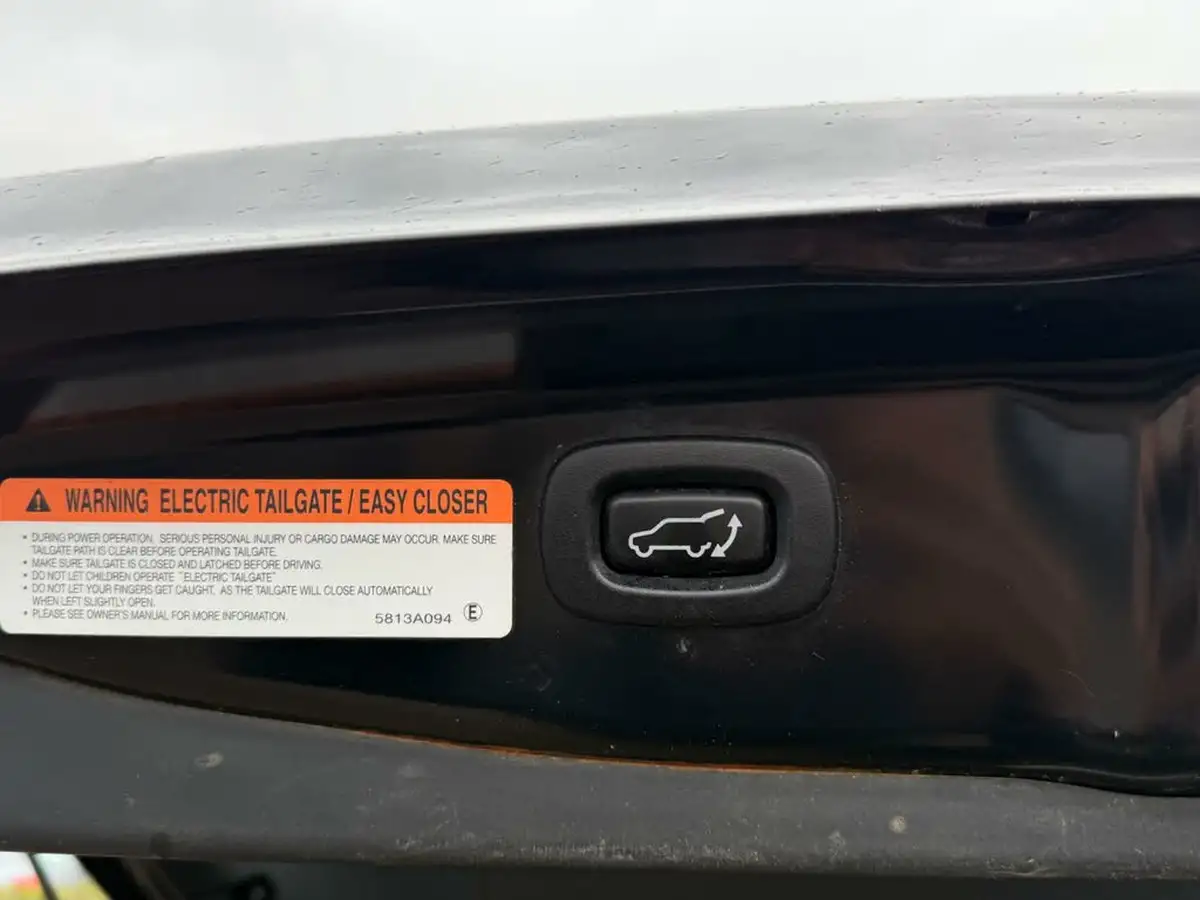 WARNING ELECTRIC TAILGATE / EASY CLOSER
• DURING POWER OPERATION, SERIOUS PERSONAL INJURY OR CARGO DAMAGE MAY OCCUR. MAKE SURE
TAILGATE PATH IS CLEAR BEFORE OPERATING TAILGATE.
• MAKE SURE TAILGATE IS CLOSED AND LATCHED BEFORE DRIVING.
• DO NOT LET CHILDREN OPERATE "ELECTRIC TAILGATE"
• DO NOT LET YOUR FINGERS GET CAUGHT, AS THE TAILGATE WILL CLOSE AUTOMATICALLY
WHEN LEFT SLIGHTLY OPEN.
• PLEASE SEE OWNER'S MANUAL FOR MORE INFORMATION.
5813A094 Ⓔ